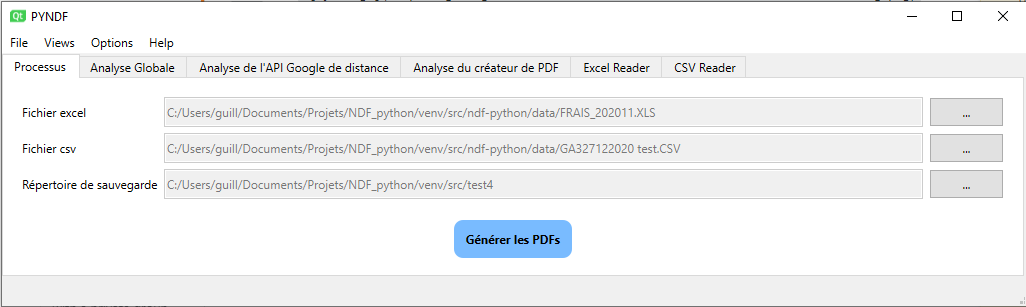 Qt PYNDF
File Views Options Help
Processus Analyse Globale Analyse de l'API Google de distance Analyse du créateur de PDF Excel Reader CSV Reader
Fichier excel C:/Users/guill/Documents/Projets/NDF_python/venv/src/ndf-python/data/FRAIS_202011.XLS ...
Fichier csv C:/Users/guill/Documents/Projets/NDF_python/venv/src/ndf-python/data/GA327122020 test.CSV ...
Répertoire de sauvegarde C:/Users/guill/Documents/Projets/NDF_python/venv/src/test4 ...
Générer les PDFs